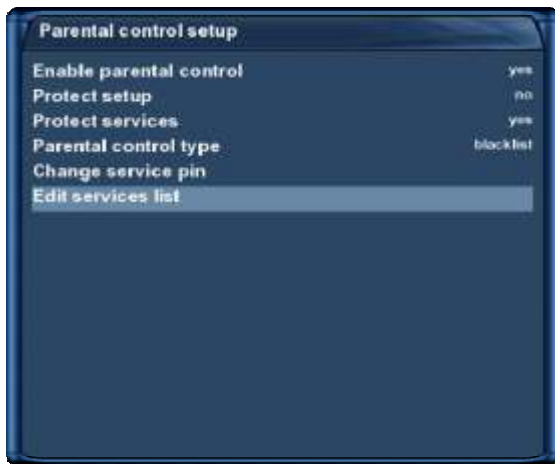 Parental control setup
Enable parental control yes
Protect setup no
Protect services yes
Parental control type blacklist
Change service pin
Edit services list